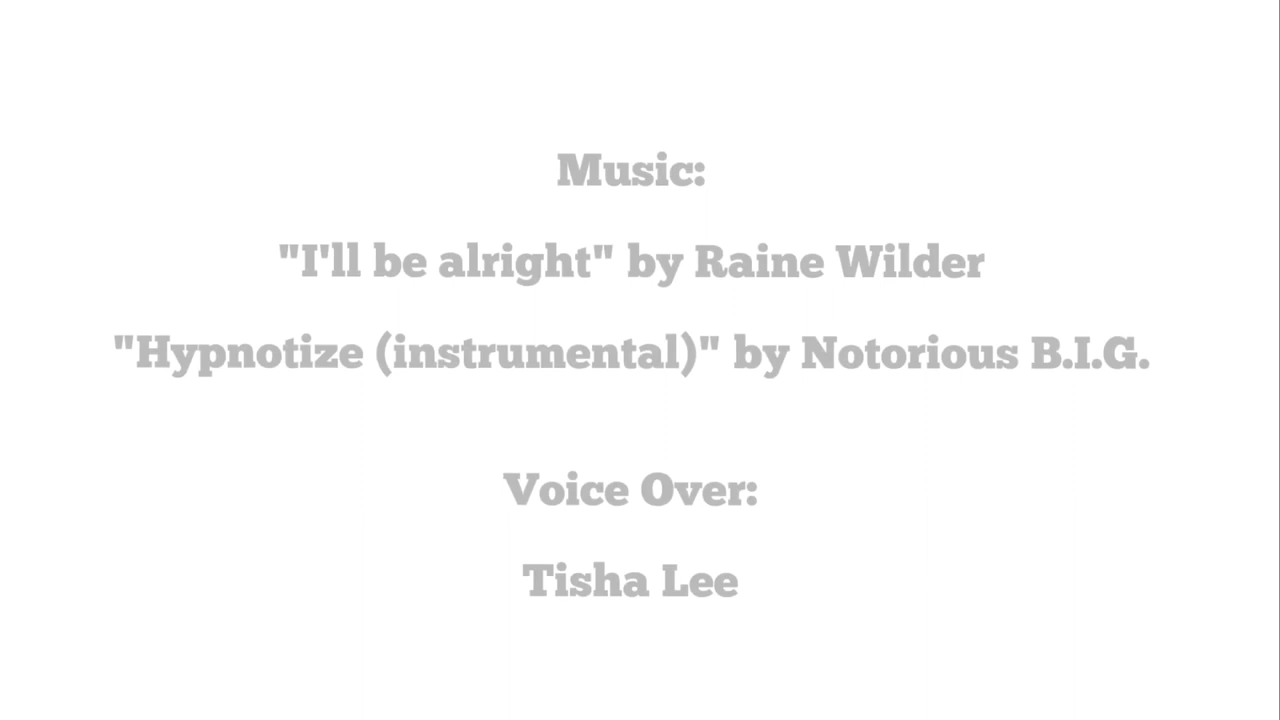 Music:
"I'll be alright" by Raine Wilder
"Hypnotize (instrumental)" by Notorious B.I.G.
Voice Over:
Tisha Lee